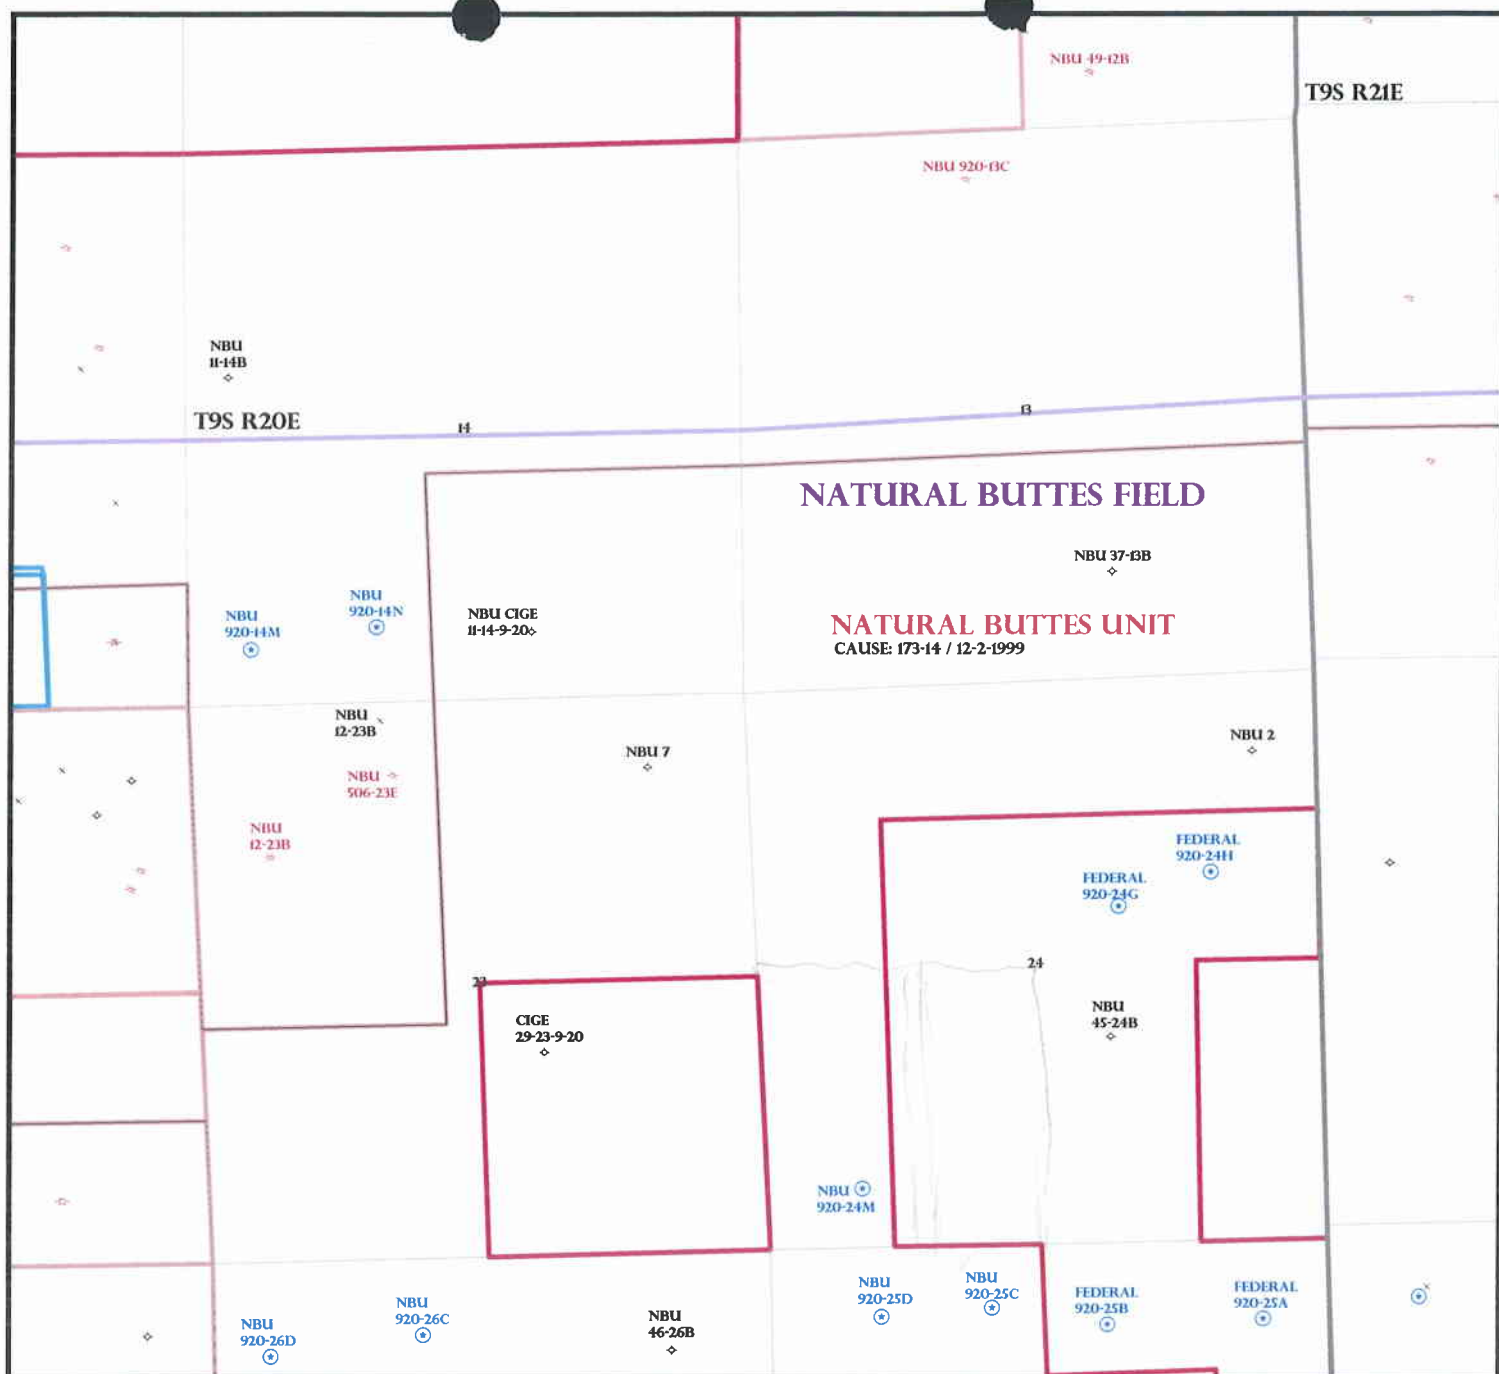 NBU 49-12B
T9S R21E
NBU 920-13C
NBU
11-14B
T9S R20E
14
13
NATURAL BUTTES FIELD
NBU 37-13B
NBU
920-14M
NBU
920-14N
NBU CIGE
11-14-9-20
NATURAL BUTTES UNIT
CAUSE: 173-14 / 12-2-1999
NBU
12-23B
NBU 7
NBU 2
NBU
506-23E
NBU
12-23B
FEDERAL
920-24H
FEDERAL
920-24G
24
23
CIGE
29-23-9-20
NBU
45-24B
NBU
920-24M
NBU
920-25D
NBU
920-25C
FEDERAL
920-25B
FEDERAL
920-25A
NBU
920-26D
NBU
920-26C
NBU
46-26B